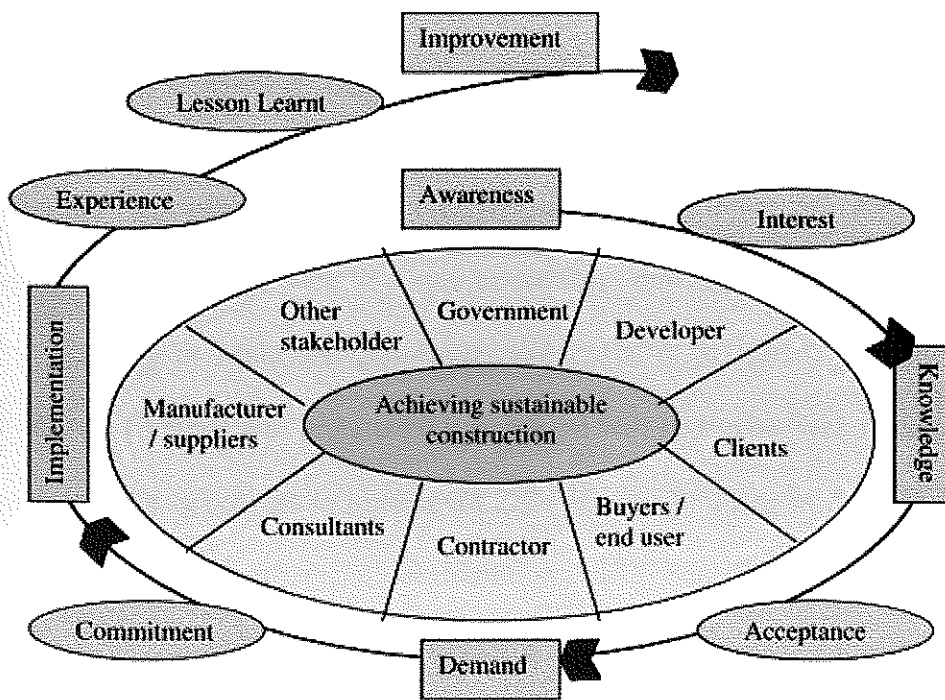 Improvement
Lesson Learnt
Experience
Awareness
Interest
Implementation
Knowledge
Other
stakeholder
Government
Developer
Manufacturer
/ suppliers
Achieving sustainable
construction
Clients
Consultants
Contractor
Buyers /
end user
Commitment
Demand
Acceptance